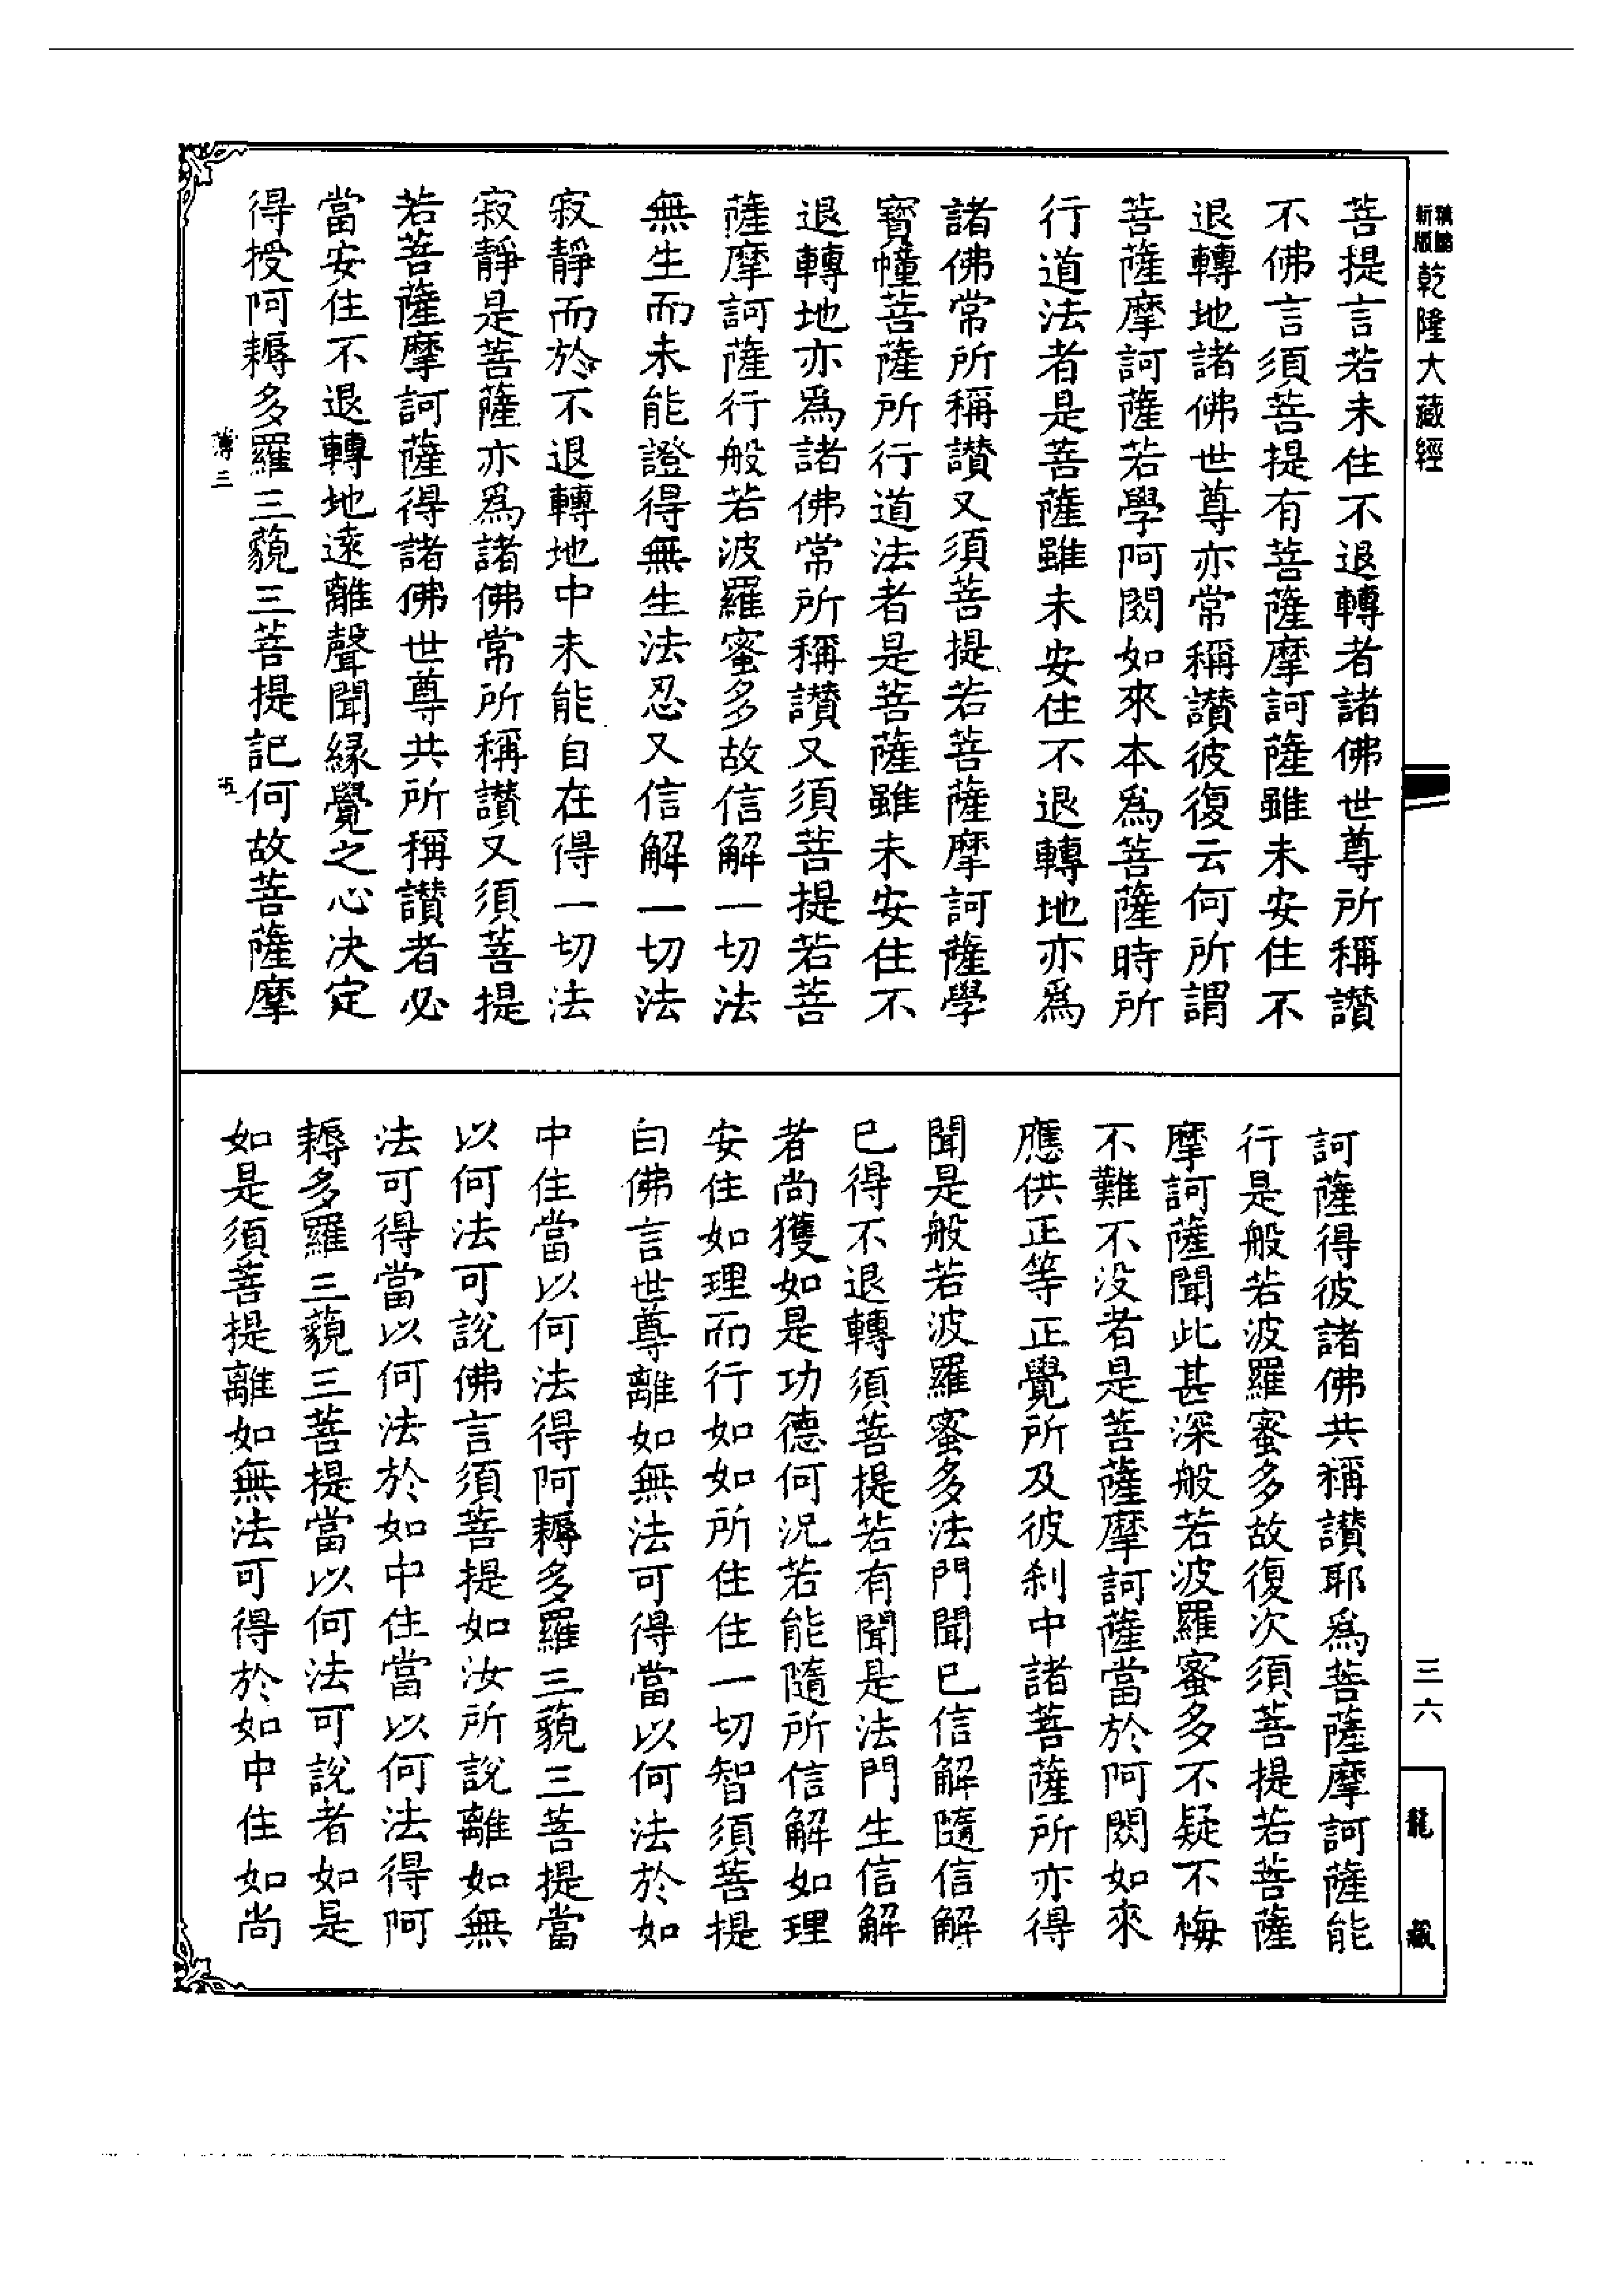 乾隆大藏經
菩提言若未住不退轉者諸佛世尊所稱讃
不佛言須菩提有菩薩摩訶薩雖未安住不
退轉地諸佛世尊亦常稱讃彼復云何所謂
菩薩摩訶薩若學阿閦如來本爲菩薩時所
行道法者是菩薩雖未安住不退轉地亦爲
諸佛常所稱讃又須菩提若菩薩摩訶薩學
寳幢菩薩所行道法者是菩薩雖未安住不
退轉地亦爲諸佛常所稱讃又須菩提若菩
薩摩訶薩行般若波羅蜜多故信解一切法
無生而未能證得無生法忍又信解一切法
寂靜而於不退轉地中未能自在得一切法
寂靜是菩薩亦爲諸佛常所稱讃又須菩提
若菩薩摩訶薩得諸佛世尊共所稱讃者必
當安住不退轉地遠離聲聞緣覺之心決定
得授阿耨多羅三藐三菩提記何故菩薩摩
薄三
訶薩得彼諸佛共稱讃耶爲菩薩摩訶薩能
行是般若波羅蜜多故復次須菩提若菩薩
摩訶薩聞此甚深般若波羅蜜多不疑不悔
不難不沒者是菩薩摩訶薩當於阿閦如來
應供正等正覺所及彼刹中諸菩薩所亦得
聞是般若波羅蜜多法門聞已信解隨信解
已得不退轉須菩提若有聞是法門生信解
者尚獲如是功德何況若能隨所信解如理
安住如理而行如如所住住一切智須菩提
白佛言世尊離如無法可得當以何法於如
中住當以何法得阿耨多羅三藐三菩提當
以何法可說佛言須菩提如汝所說離如無
法可得當以何法於如中住當以何法得阿
耨多羅三藐三菩提當以何法可說者如是
如是須菩提離如無法可得於如中住如尚
三六
龍藏